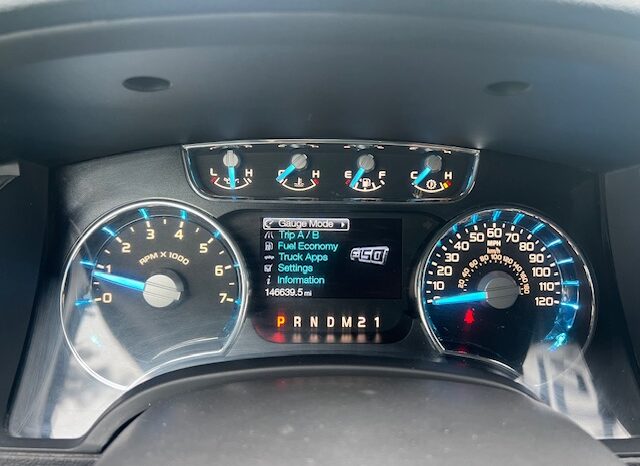 L H C H E F C H
Gauge Mode
Trip A / B
Fuel Economy
Truck Apps
Settings
Information
146639.5 mi
F150
P R N D M 2 1
0 1 2 3 4 5 6 7
RPM X 1000
10 20 30 40 50 60 70 80 90 100 110 120
MPH
km/h